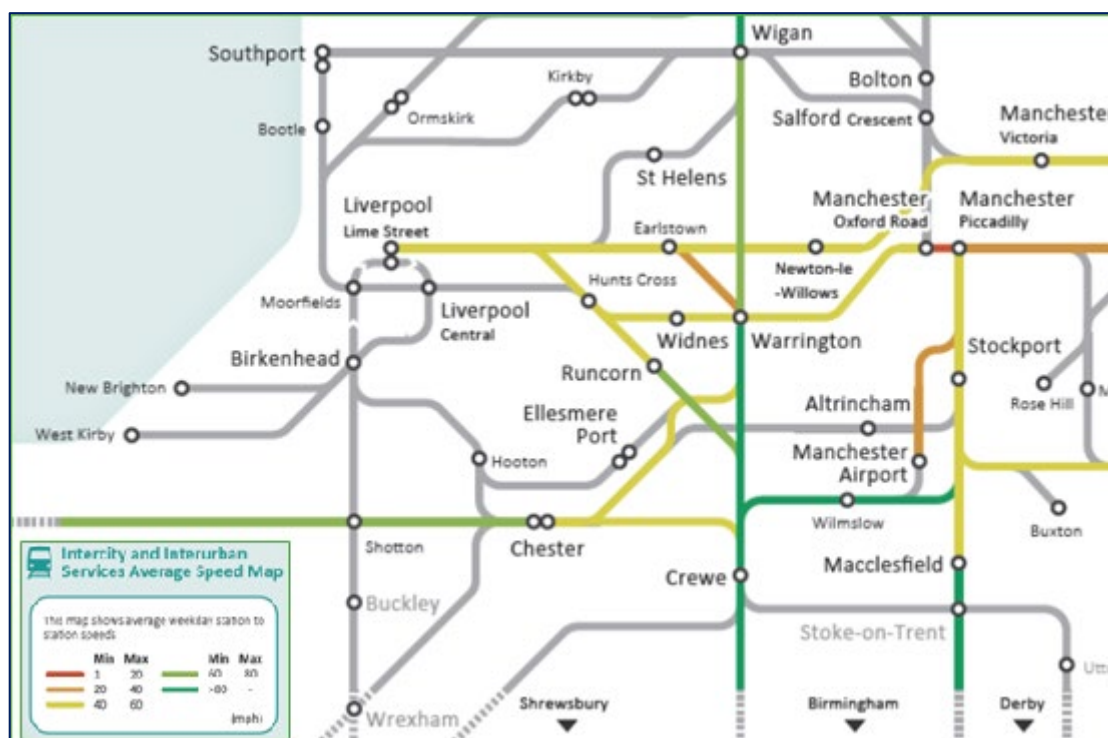 Wigan
Southport
Kirkby
Bolton
Ormskirk
Salford Crescent
Manchester
Victoria
Bootle
St Helens
Manchester
Oxford Road
Manchester
Piccadilly
Liverpool
Lime Street
Earlstown
Newton-le
-Willows
Hunts Cross
Moorfields
Liverpool
Central
Widnes
Warrington
Birkenhead
Stockport
Runcorn
New Brighton
Rose Hill
M
Ellesmere
Port
Altrincham
West Kirby
Manchester
Airport
Hooton
Wilmslow
Buxton
Shotton
Chester
Macclesfield
Crewe
Buckley
Stoke-on-Trent
Utt
Wrexham
Shrewsbury
Birmingham
Derby
Intercity and Interurban
Services Average Speed Map
This map shows average weekday station to
station speeds
Min Max Min Max
1 20 60 80
20 40 >80 -
40 60
(mph)